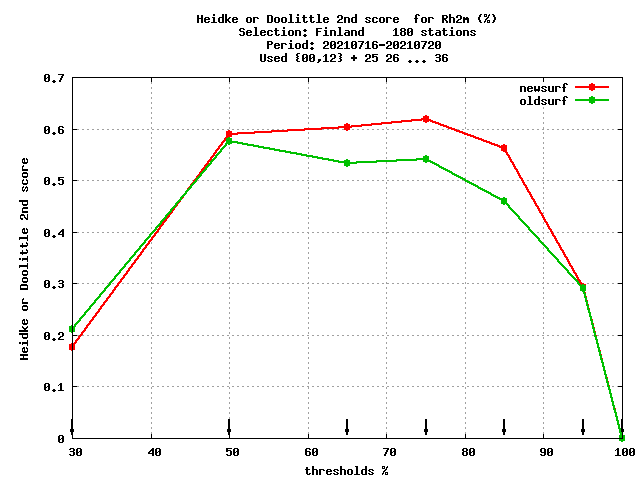 Heidke or Doolittle 2nd score  for Rh2m (%)
Selection: Finland    180 stations
Period: 20210716-20210720
Used {00,12} + 25 26 ... 36
newsurf
oldsurf
0.7
0.6
0.5
0.4
0.3
0.2
0.1
0
Heidke or Doolittle 2nd score
30 40 50 60 70 80 90 100
thresholds %